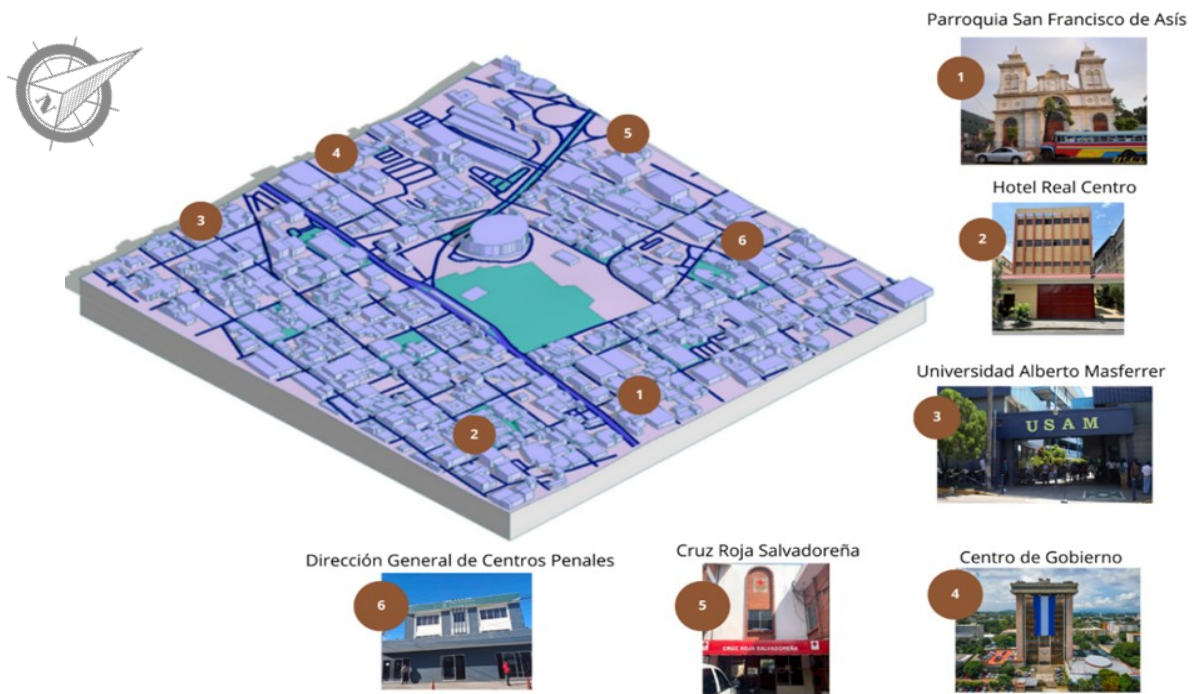 N
4
3
5
6
1
2
Parroquia San Francisco de Asís
1
Hotel Real Centro
2
Universidad Alberto Masferrer
3
USAM
Centro de Gobierno
4
Cruz Roja Salvadoreña
5
CRUZ ROJA SALVADOREÑA
Dirección General de Centros Penales
6